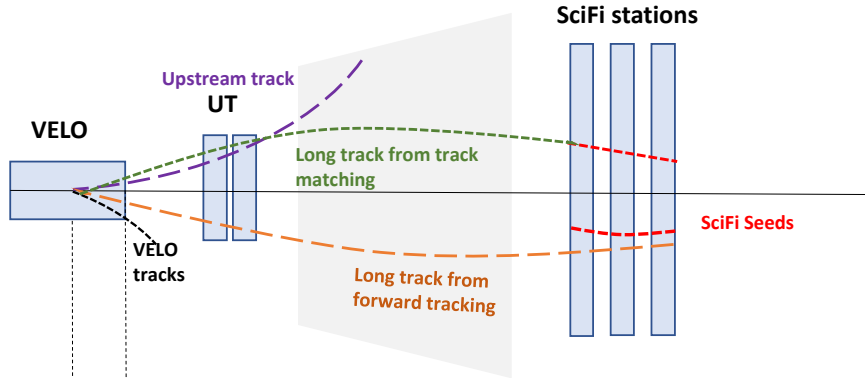 SciFi stations
Upstream track
UT
VELO
Long track from track
matching
SciFi Seeds
VELO
tracks
Long track from
forward tracking